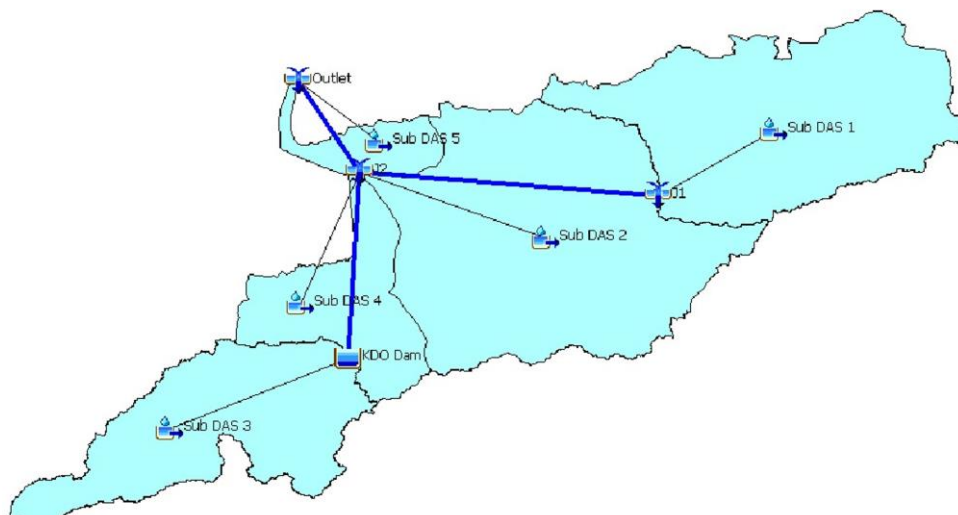 Outlet
Sub DAS 1
Sub DAS 5
J2
J1
Sub DAS 2
Sub DAS 4
KDO Dam
Sub DAS 3